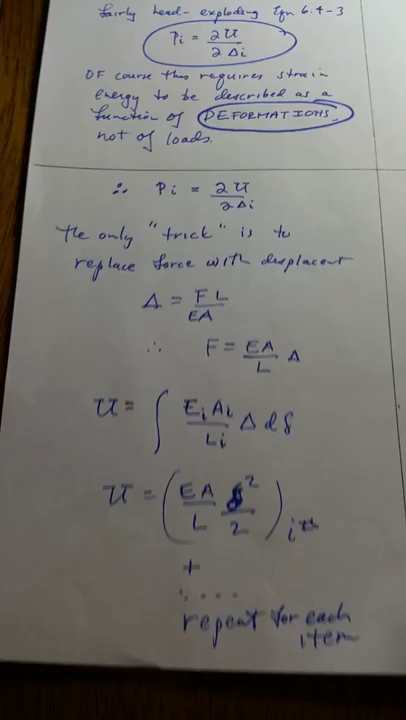 fairly head-exploding Eqn 6.4-3
Pi = ∂U / ∂Δi
Of course this requires strain
energy to be described as a
function of DEFORMATIONS,
not of loads.
∴ Pi = ∂U / ∂Δi
The only "trick" is to
replace force with displacent
Δ = FL / EA
∴ F = EA / L Δ
U = ∫ EiAi / Li Δ dδ
U = (EA / L δ² / 2) ith
+
.....
repeat for each
item